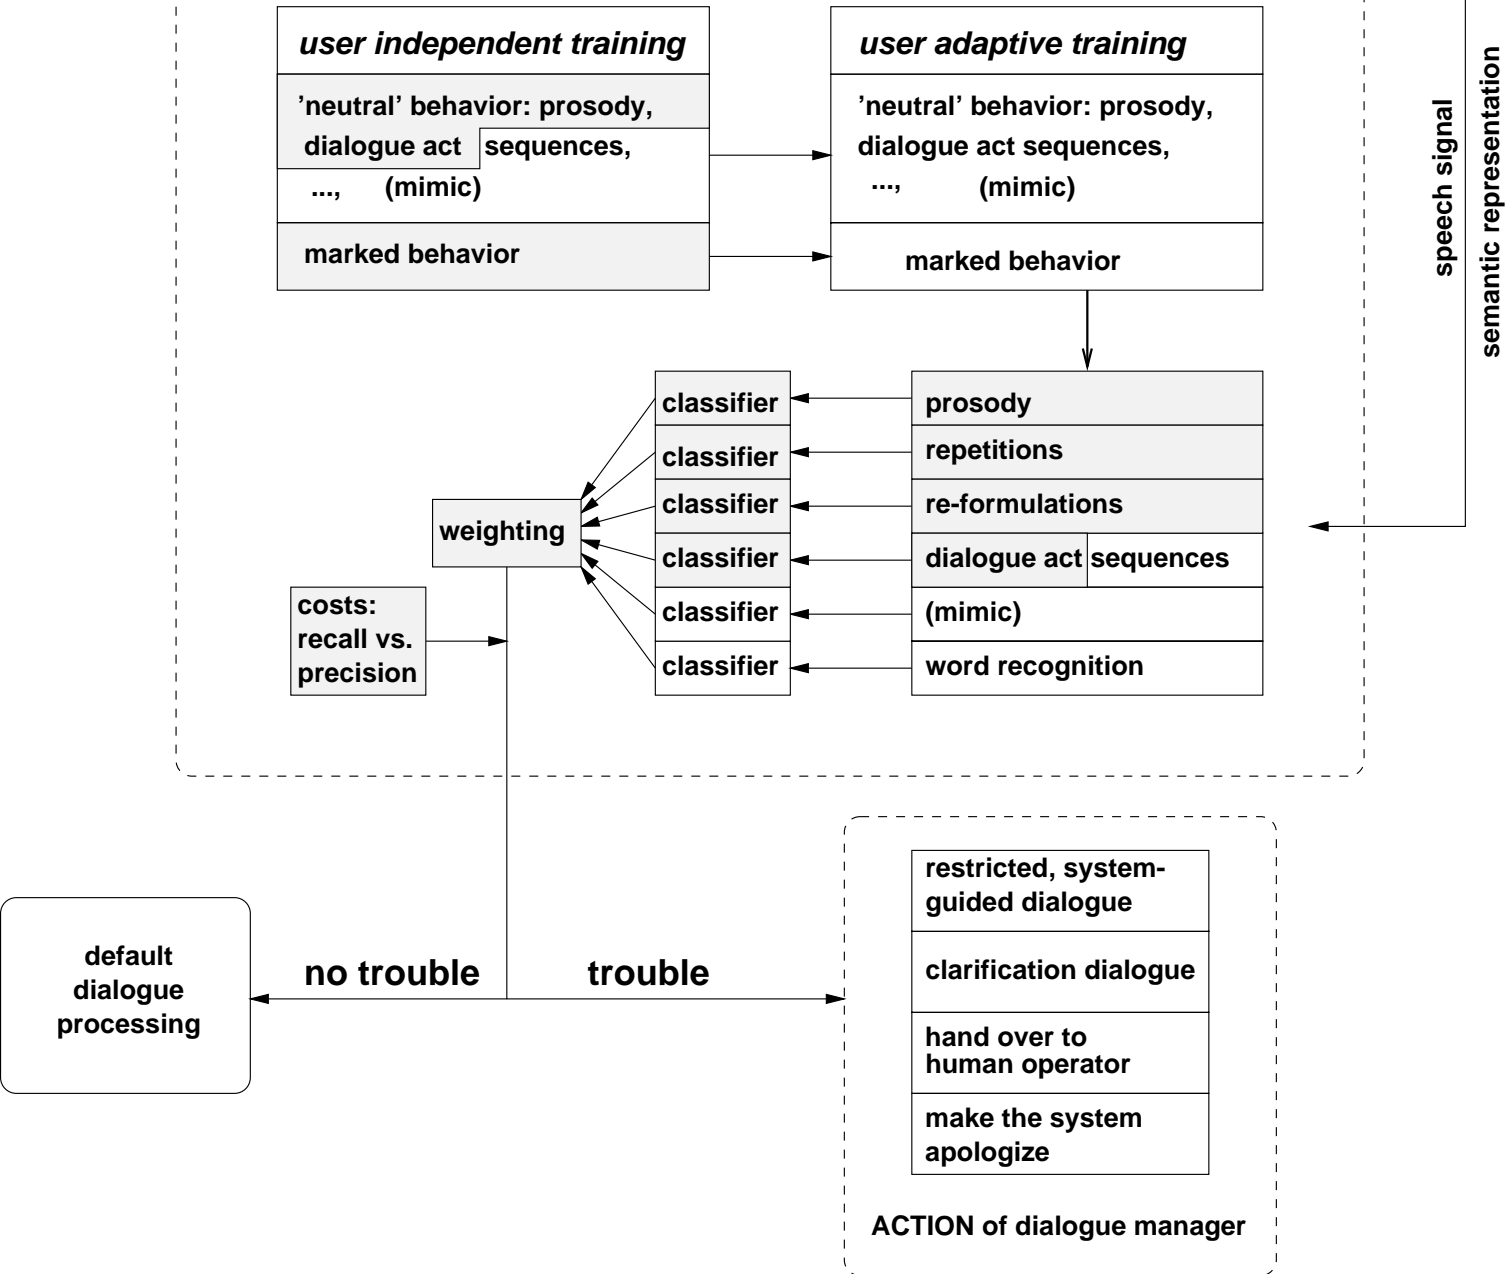 user independent training
’neutral’ behavior: prosody,
dialogue act sequences,
..., (mimic)
marked behavior
user adaptive training
’neutral’ behavior: prosody,
dialogue act sequences,
..., (mimic)
marked behavior
speech signal
semantic representation
classifier
prosody
classifier
repetitions
classifier
re-formulations
classifier
dialogue act sequences
classifier
(mimic)
classifier
word recognition
weighting
costs:
recall vs.
precision
default
dialogue
processing
no trouble
trouble
restricted, system-
guided dialogue
clarification dialogue
hand over to
human operator
make the system
apologize
ACTION of dialogue manager